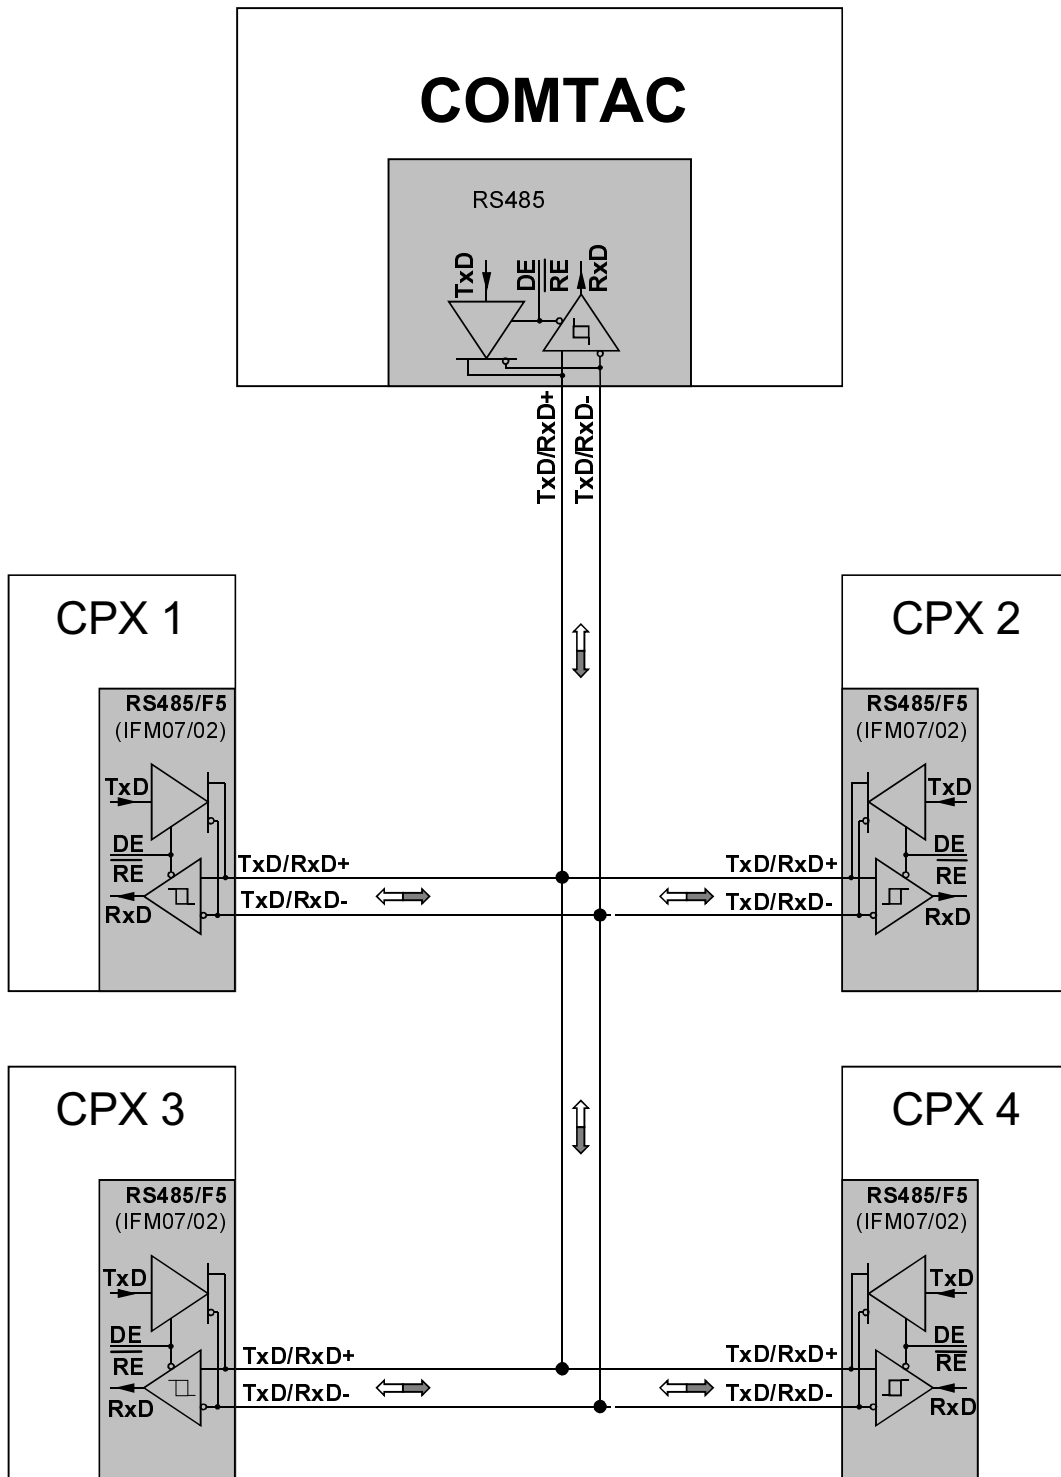 COMTAC
RS485
TxD
DE
RE
RxD
TxD/RxD+
TxD/RxD-
CPX 1
RS485/F5
(IFM07/02)
TxD
DE
RE
RxD
TxD/RxD+
TxD/RxD-
CPX 2
RS485/F5
(IFM07/02)
TxD
DE
RE
RxD
TxD/RxD+
TxD/RxD-
CPX 3
RS485/F5
(IFM07/02)
TxD
DE
RE
RxD
TxD/RxD+
TxD/RxD-
CPX 4
RS485/F5
(IFM07/02)
TxD
DE
RE
RxD
TxD/RxD+
TxD/RxD-